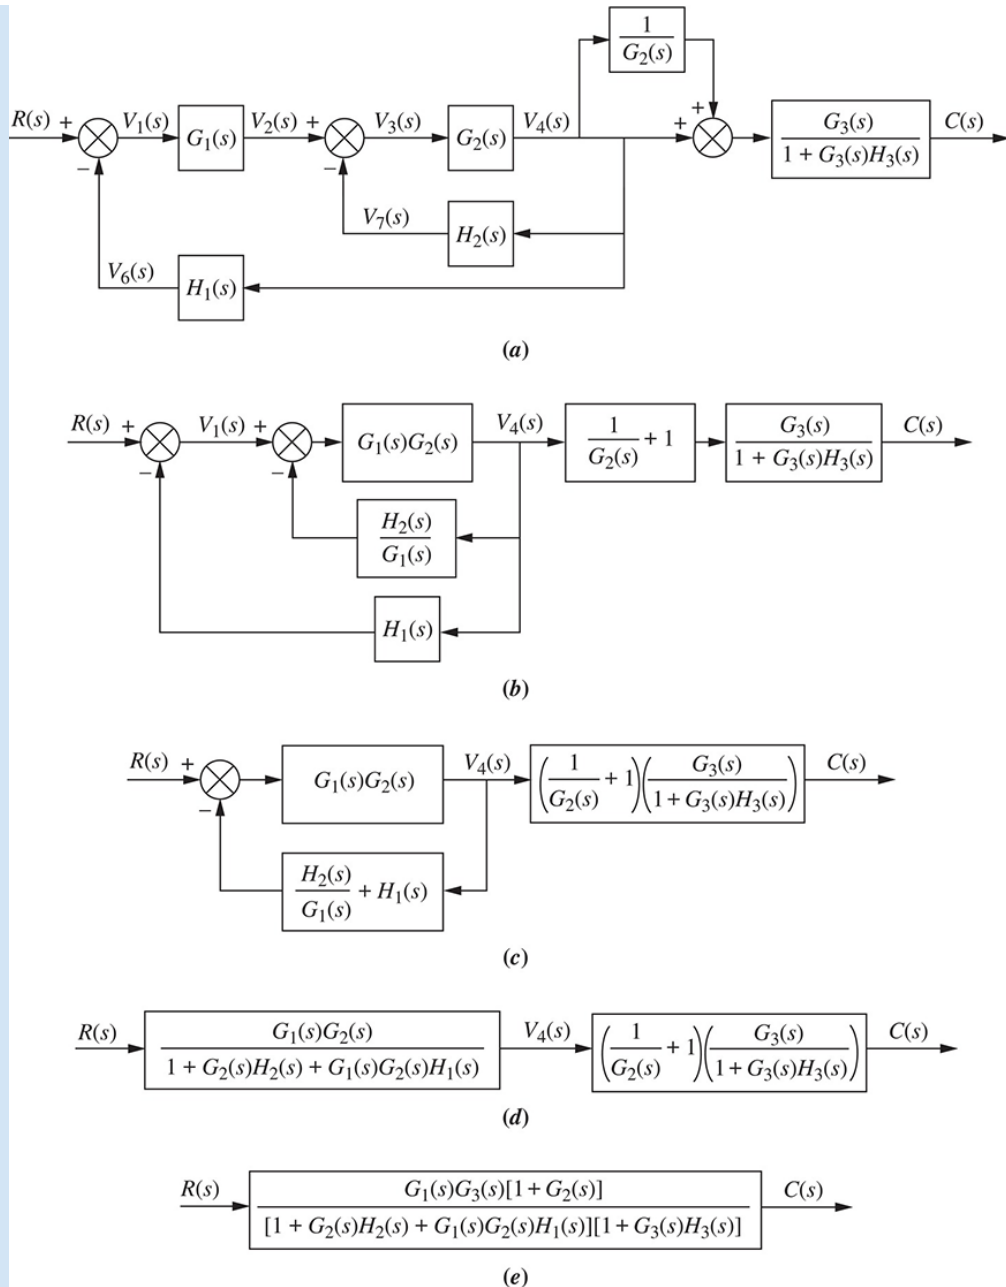 1
G₂(s)
R(s) + V₁(s) G₁(s) V₂(s) + V₃(s) G₂(s) V₄(s) + + G₃(s) C(s)
1 + G₃(s)H₃(s)
− −
V₇(s) H₂(s)
V₆(s) H₁(s)
(a)
R(s) + V₁(s) + G₁(s)G₂(s) V₄(s) 1 + 1 G₃(s) C(s)
G₂(s) 1 + G₃(s)H₃(s)
− −
H₂(s)
G₁(s)
H₁(s)
(b)
R(s) + G₁(s)G₂(s) V₄(s) (1 + 1)(G₃(s)) C(s)
G₂(s) 1 + G₃(s)H₃(s)
−
H₂(s) + H₁(s)
G₁(s)
(c)
R(s) G₁(s)G₂(s) V₄(s) (1 + 1)(G₃(s)) C(s)
1 + G₂(s)H₂(s) + G₁(s)G₂(s)H₁(s) G₂(s) 1 + G₃(s)H₃(s)
(d)
R(s) G₁(s)G₃(s)[1 + G₂(s)] C(s)
[1 + G₂(s)H₂(s) + G₁(s)G₂(s)H₁(s)][1 + G₃(s)H₃(s)]
(e)